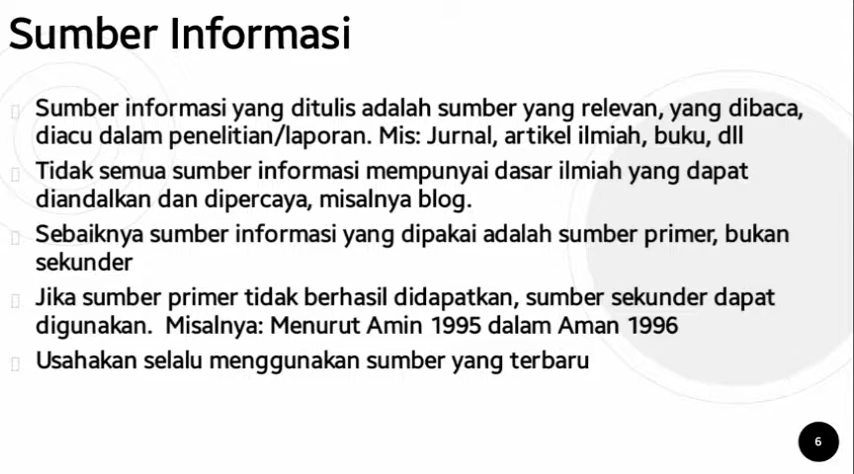 Sumber Informasi
Sumber informasi yang ditulis adalah sumber yang relevan, yang dibaca,
diacu dalam penelitian/laporan. Mis: Jurnal, artikel ilmiah, buku, dll
Tidak semua sumber informasi mempunyai dasar ilmiah yang dapat
diandalkan dan dipercaya, misalnya blog.
Sebaiknya sumber informasi yang dipakai adalah sumber primer, bukan
sekunder
Jika sumber primer tidak berhasil didapatkan, sumber sekunder dapat
digunakan.  Misalnya: Menurut Amin 1995 dalam Aman 1996
Usahakan selalu menggunakan sumber yang terbaru
6